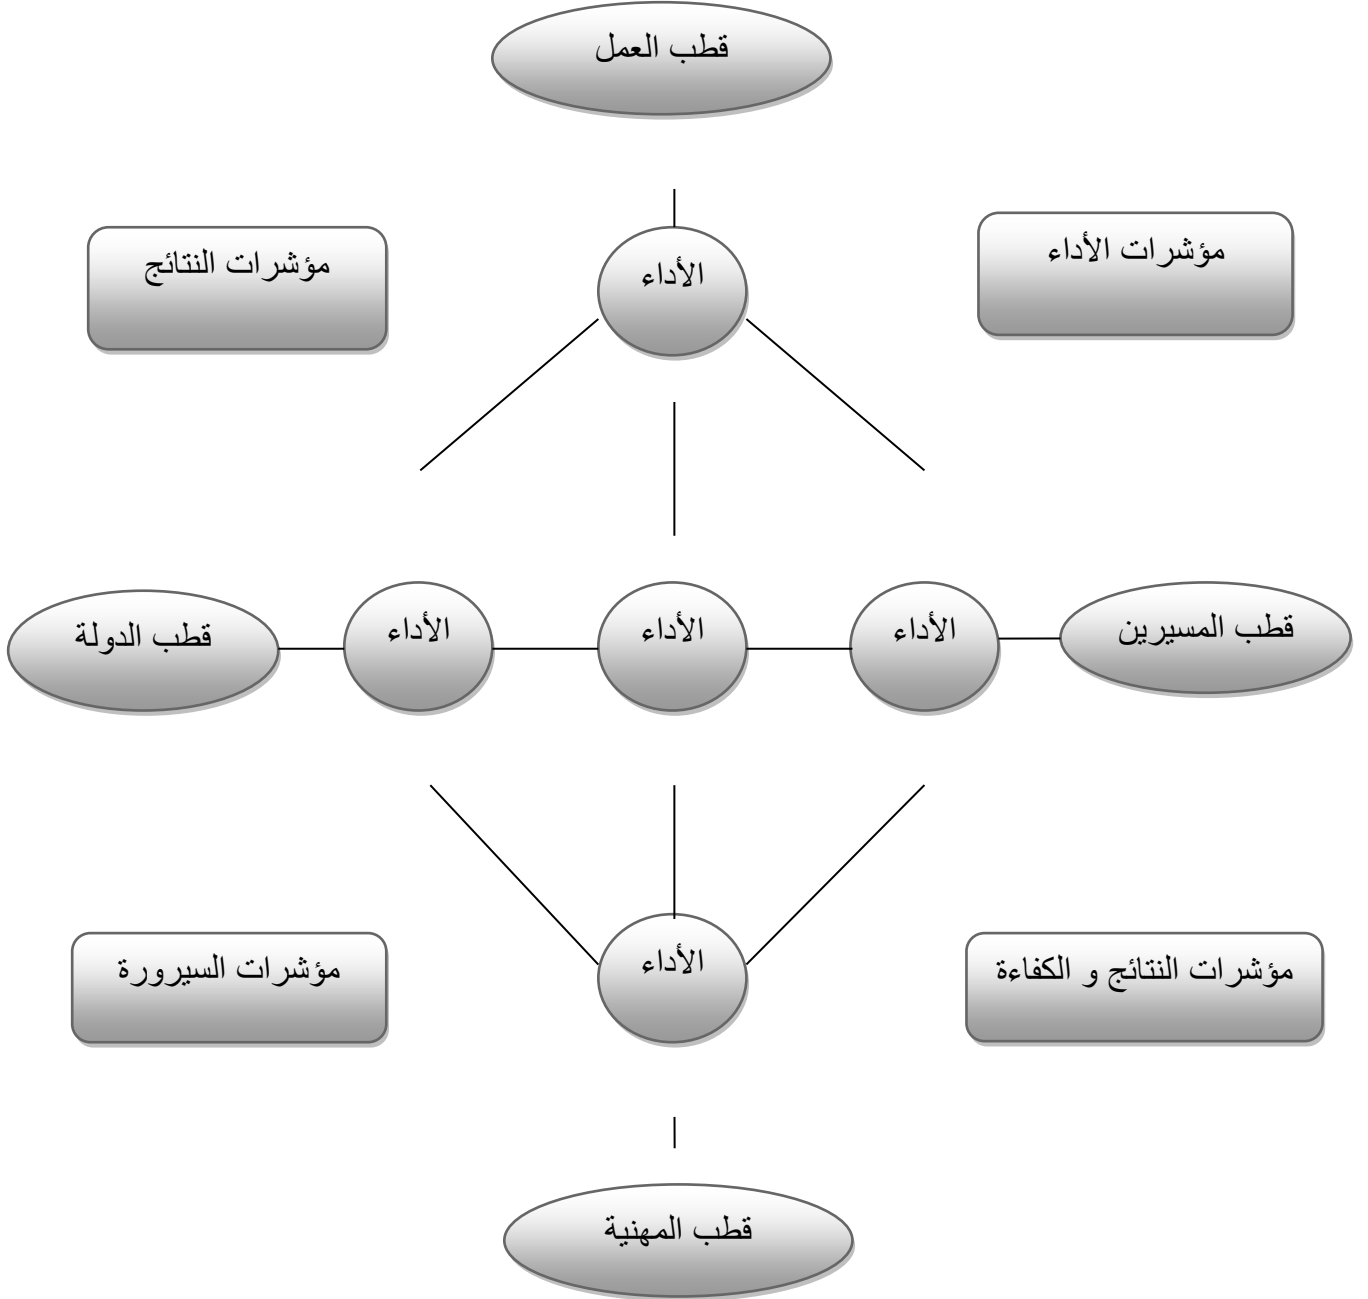 قطب العمل
مؤشرات الأداء
الأداء
مؤشرات النتائج
قطب المسيرين
الأداء
الأداء
الأداء
قطب الدولة
مؤشرات النتائج و الكفاءة
الأداء
مؤشرات السيرورة
قطب المهنية